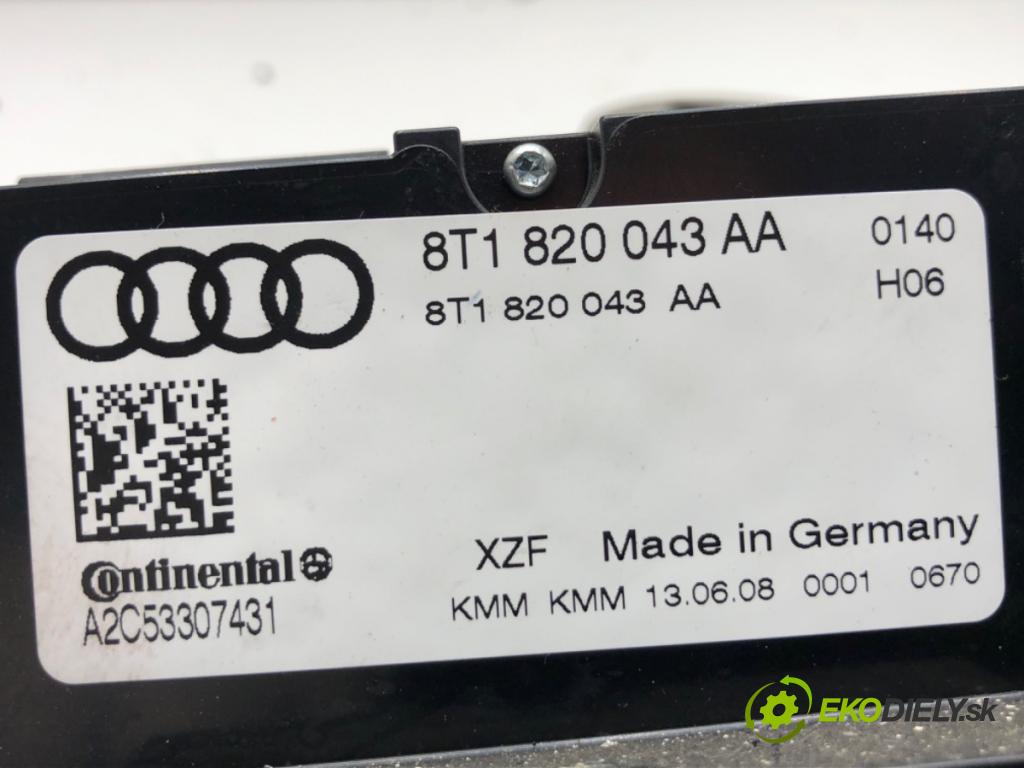 8T1 820 043 AA 0140
8T1 820 043 AA H06
Continental
A2C53307431
XZF Made in Germany
KMM KMM 13.06.08 0001 0670
EKODIELY.sk